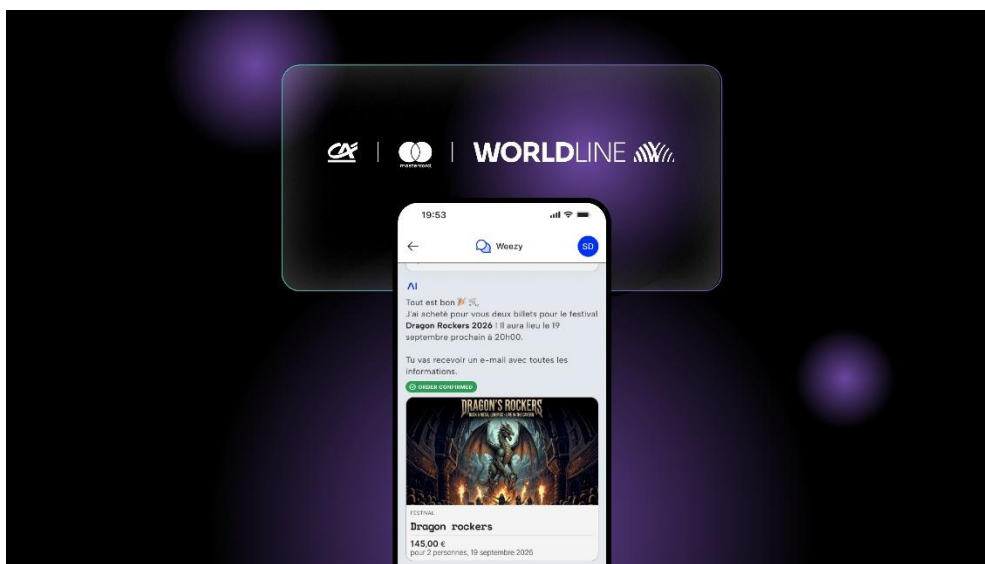 CA
mastercard
WORLDLINE
19:53
Weezy
SD
AI
Tout est bon
J'ai acheté pour vous deux billets pour le festival
Dragon Rockers 2026 ! Il aura lieu le 19
septembre prochain à 20h00.
Tu vas recevoir un e-mail avec toutes les
informations.
ORDER CONFIRMED
DRAGON'S ROCKERS
FESTIVAL
Dragon rockers
145,00 €
pour 2 personnes, 19 septembre 2026